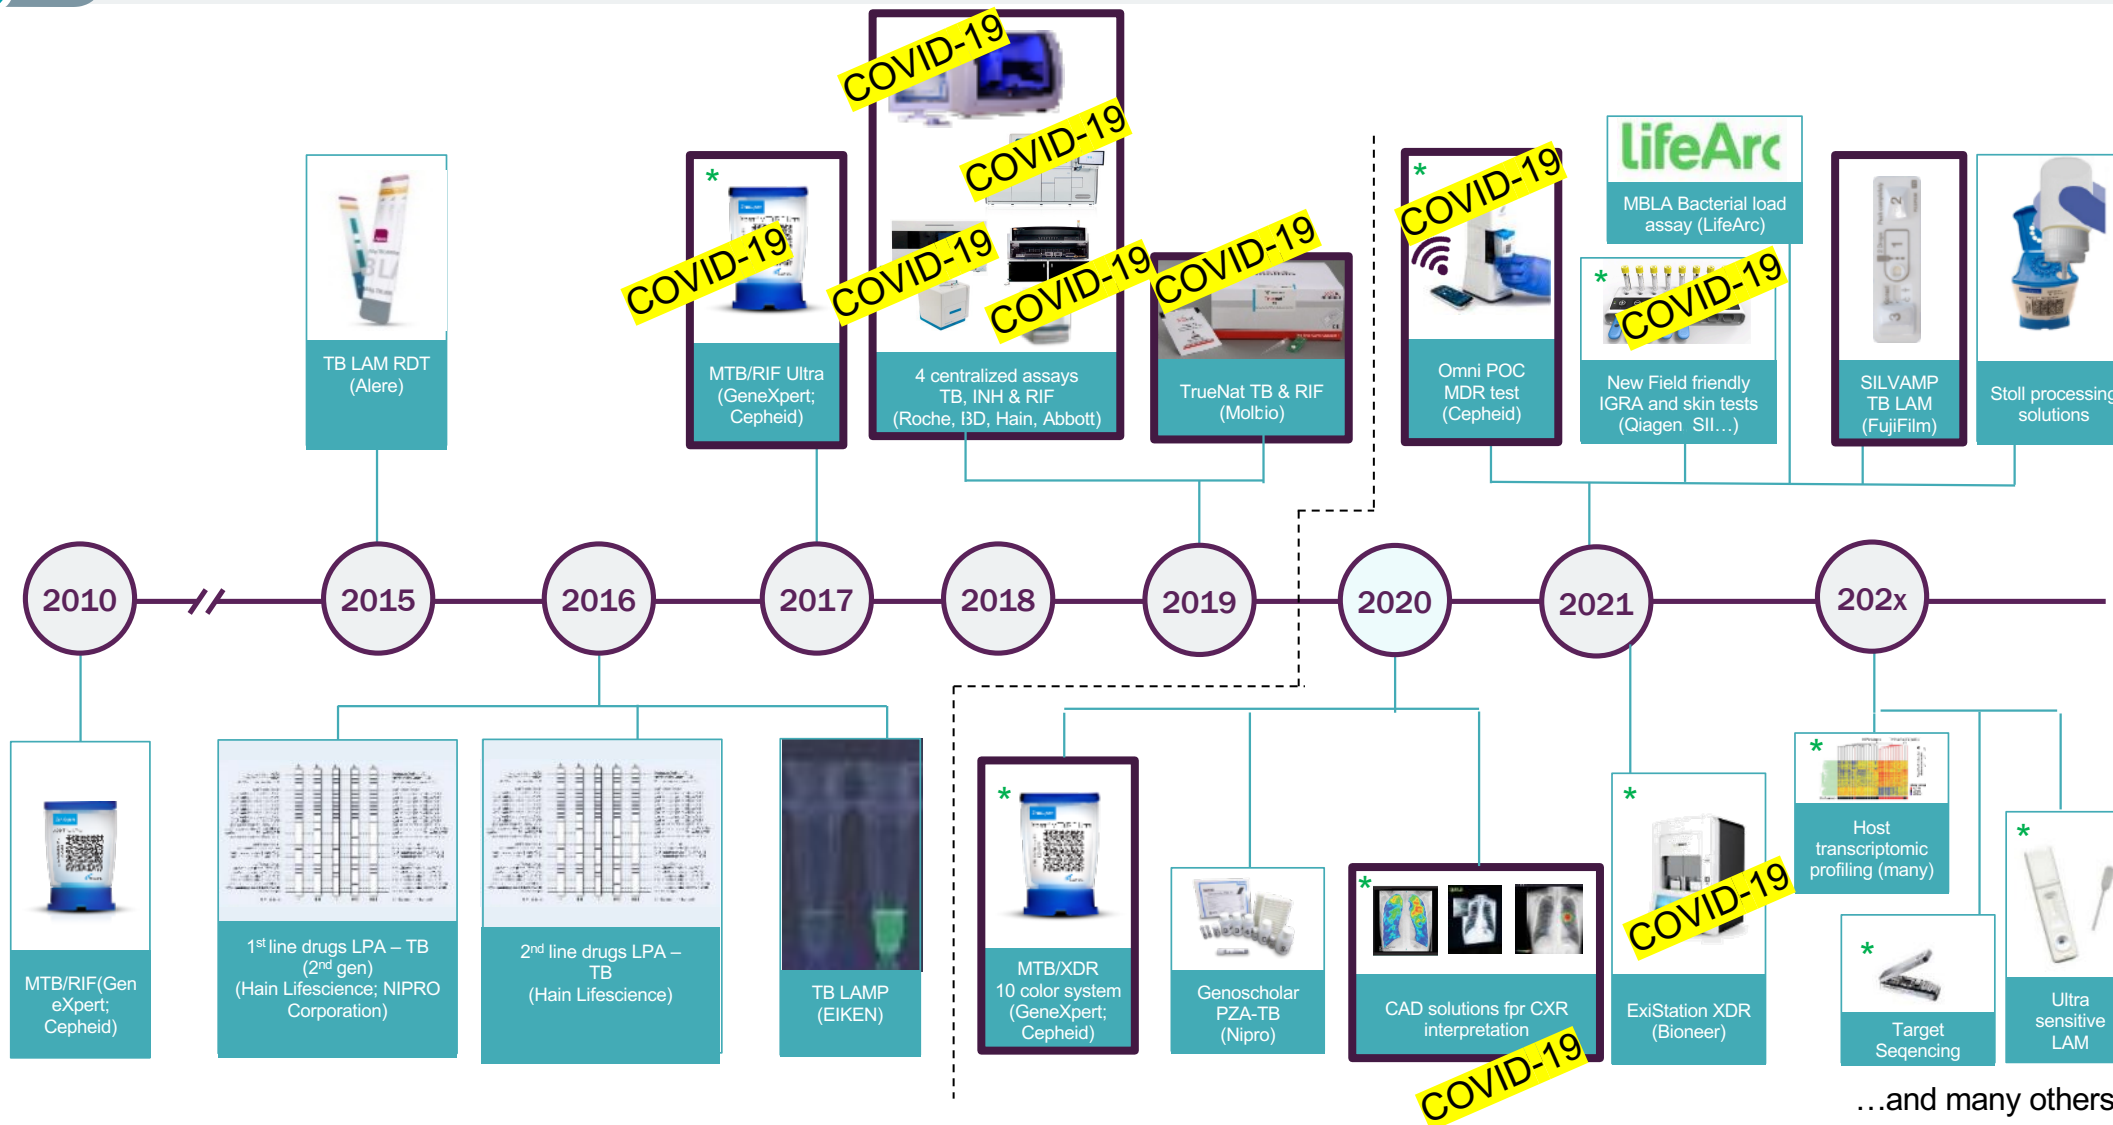 COVID-19
COVID-19
COVID-19
COVID-19
COVID-19
COVID-19
COVID-19
COVID-19
lifeArc
MBLA Bacterial load
assay (LifeArc)
*
*
*
TB LAM RDT
(Alere)
MTB/RIF Ultra
(GeneXpert;
Cepheid)
4 centralized assays
TB, INH & RIF
(Roche, BD, Hain, Abbott)
TrueNat TB & RIF
(Molbio)
Omni POC
MDR test
(Cepheid)
New Field friendly
IGRA and skin tests
(Qiagen SII…)
SILVAMP
TB LAM
(FujiFilm)
Stoll processing
solutions
2010
2015
2016
2017
2018
2019
2020
2021
202x
MTB/RIF(Gen
eXpert;
Cepheid)
1st line drugs LPA – TB
(2nd gen)
(Hain Lifescience; NIPRO
Corporation)
2nd line drugs LPA –
TB
(Hain Lifescience)
TB LAMP
(EIKEN)
*
MTB/XDR
10 color system
(GeneXpert;
Cepheid)
Genoscholar
PZA-TB
(Nipro)
*
CAD solutions fpr CXR
interpretation
COVID-19
*
COVID-19
ExiStation XDR
(Bioneer)
*
Host
transcriptomic
profiling (many)
*
Target
Seqencing
*
Ultra
sensitive
LAM
…and many others